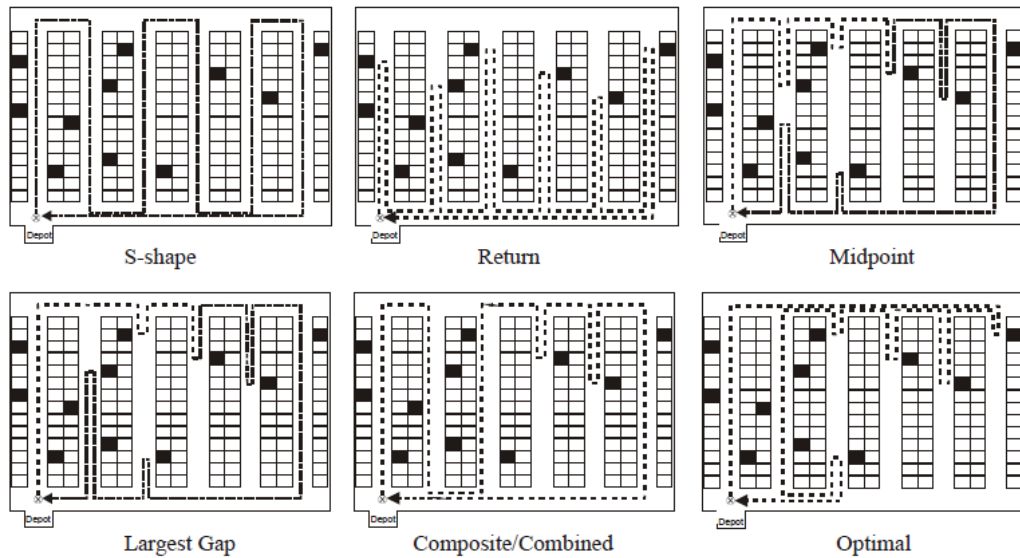 Depot
Depot
Depot
S-shape
Return
Midpoint
Depot
Depot
Depot
Largest Gap
Composite/Combined
Optimal